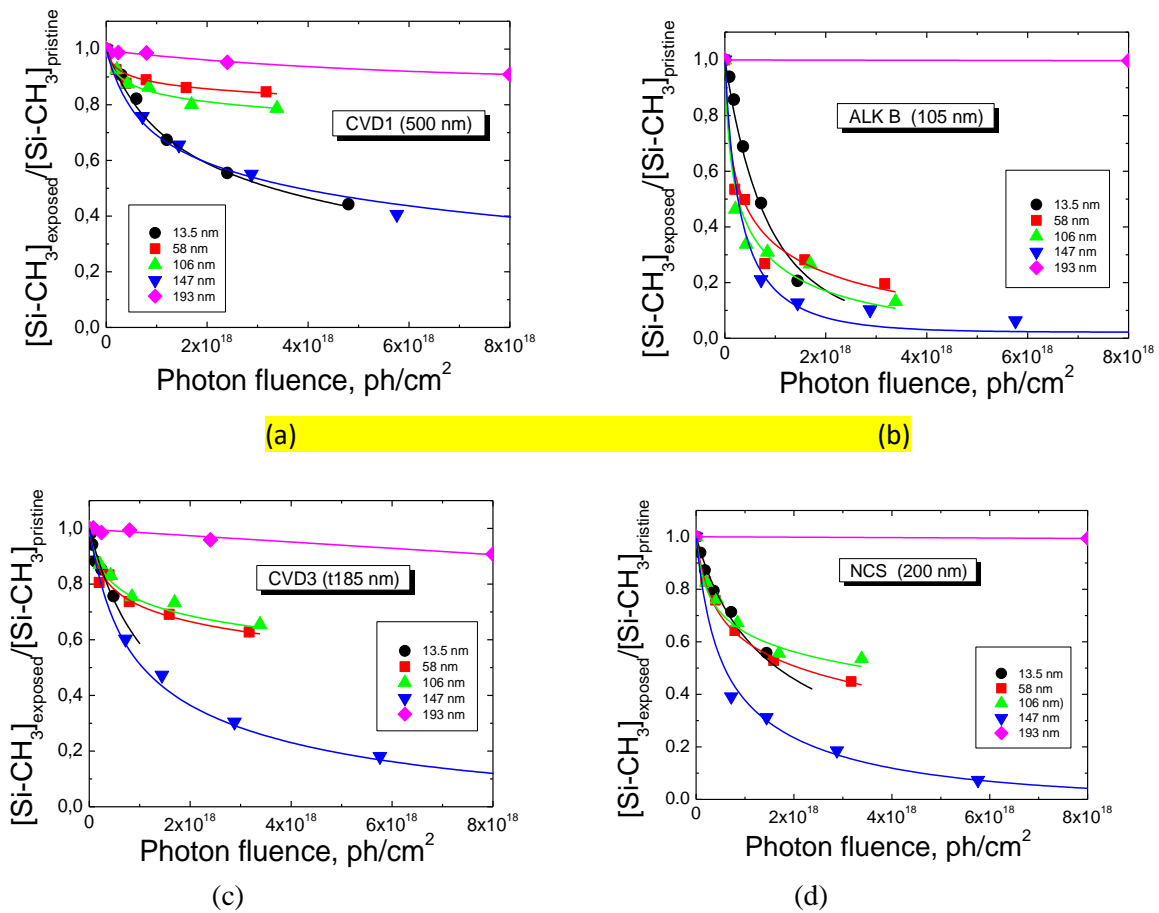 [Si-CH3]exposed/[Si-CH3]pristine
1,0
0,8
0,6
0,4
0,2
0,0
CVD1 (500 nm)
13.5 nm
58 nm
106 nm
147 nm
193 nm
0 2x10^18 4x10^18 6x10^18 8x10^18
Photon fluence, ph/cm^2
[Si-CH3]exposed/[Si-CH3]pristine
1,0
0,8
0,6
0,4
0,2
0,0
ALK B (105 nm)
13.5 nm
58 nm
106 nm
147 nm
193 nm
0 2x10^18 4x10^18 6x10^18 8x10^18
Photon fluence, ph/cm^2
(a) (b)
[Si-CH3]exposed/[Si-CH3]pristine
1,0
0,8
0,6
0,4
0,2
0,0
CVD3 (t185 nm)
13.5 nm
58 nm
106 nm
147 nm
193 nm
0 2x10^18 4x10^18 6x10^18 8x10^18
Photon fluence, ph/cm^2
(c)
[Si-CH3]exposed/[Si-CH3]pristine
1.0
0.8
0.6
0.4
0.2
0.0
NCS (200 nm)
13.5 nm
58 nm
106 nm)
147 nm
193 nm
0 2x10^18 4x10^18 6x10^18 8x10^18
Photon fluence, ph/cm^2
(d)